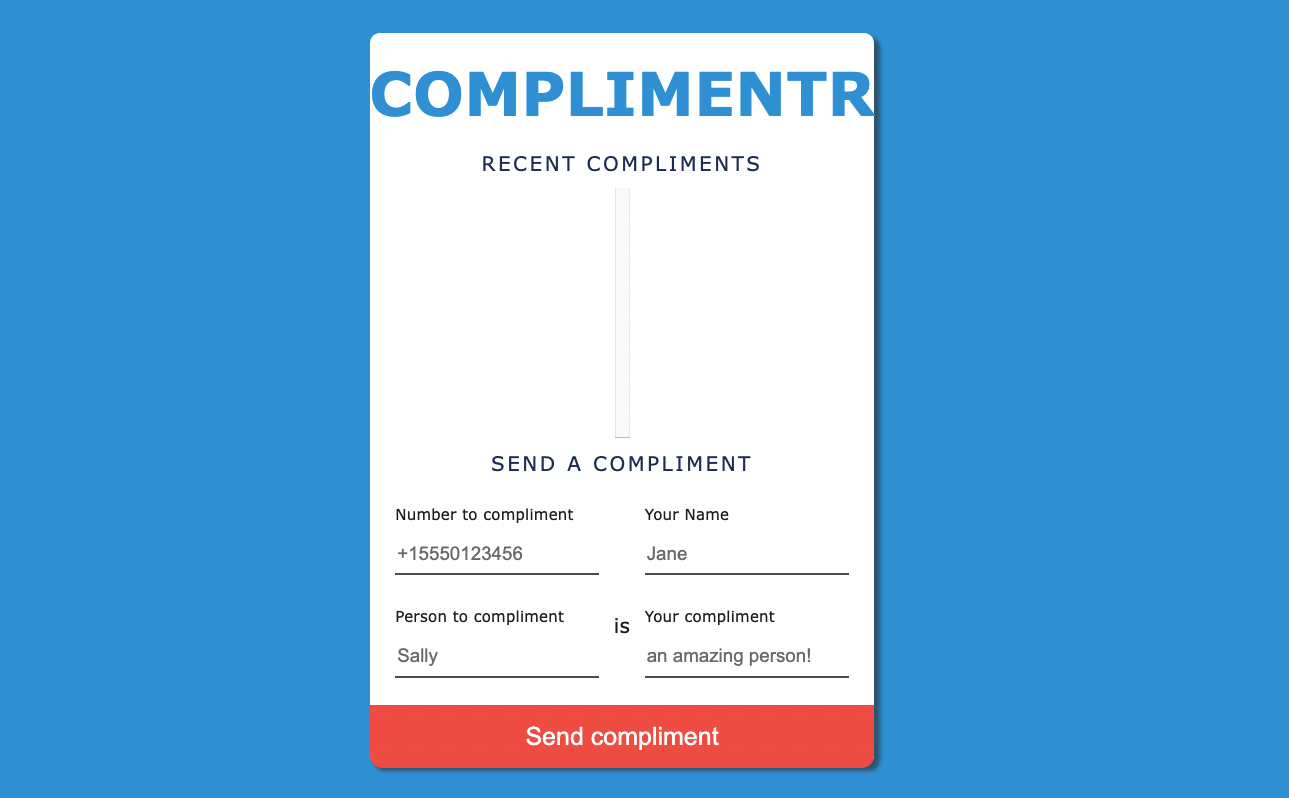 COMPLIMENTR
RECENT COMPLIMENTS
SEND A COMPLIMENT
Number to compliment
+15550123456
Your Name
Jane
Person to compliment
Sally
is
Your compliment
an amazing person!
Send compliment